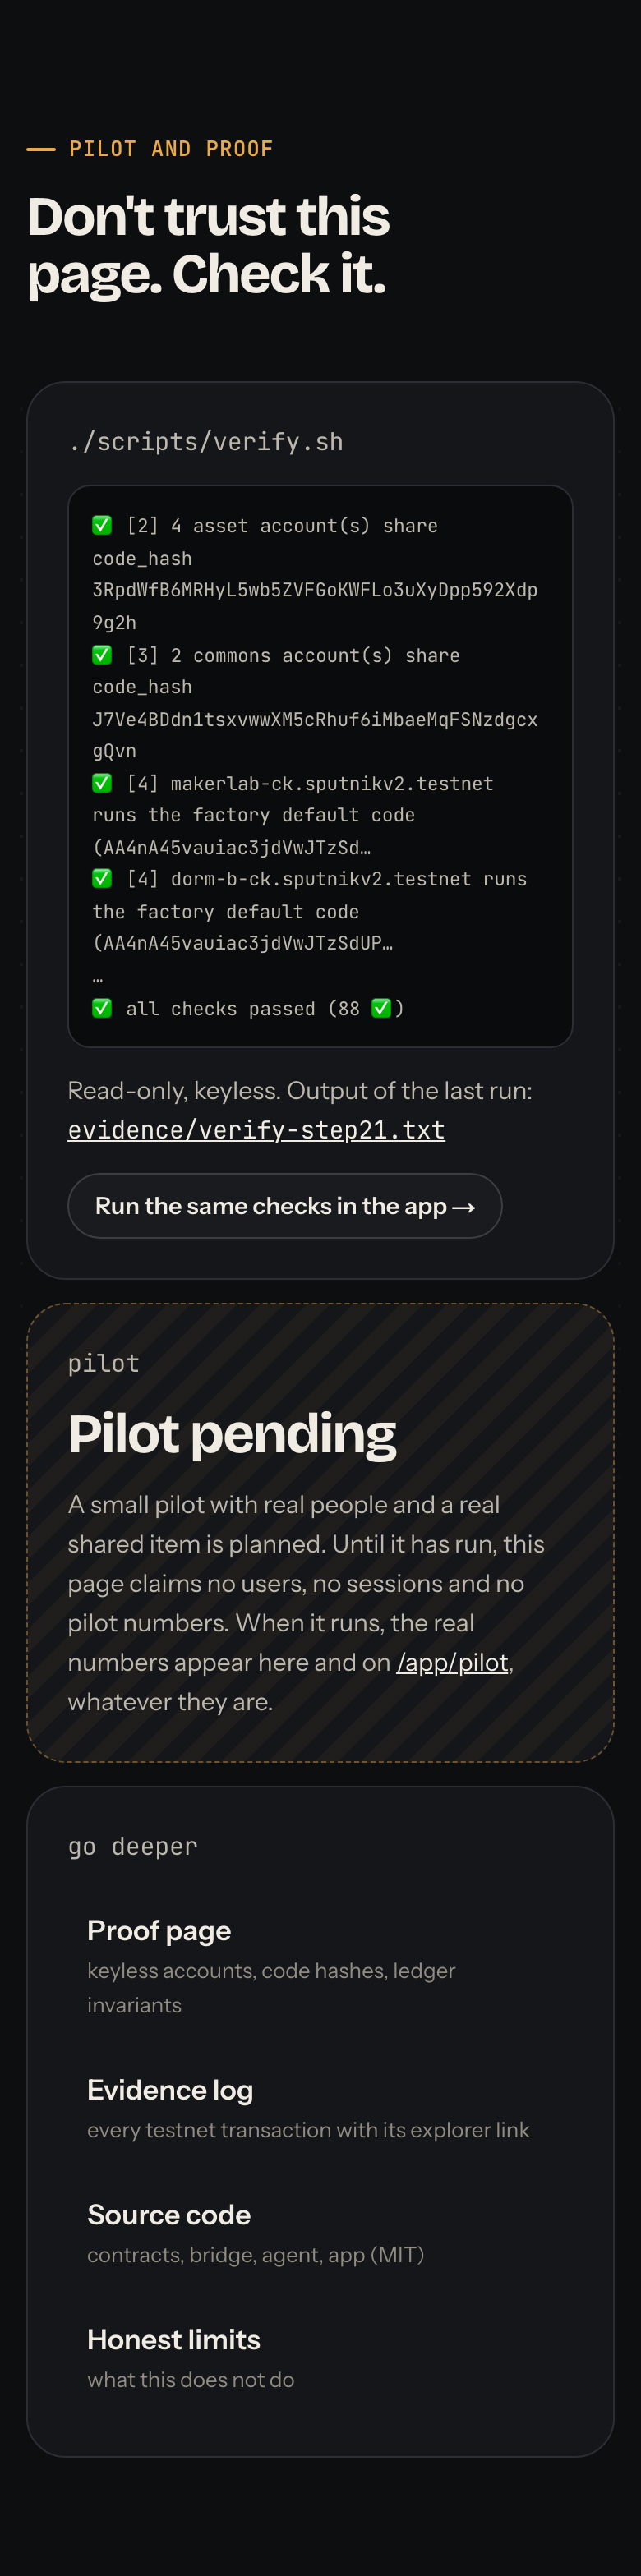 PILOT AND PROOF
Don't trust this
page. Check it.
./scripts/verify.sh
✅ [2] 4 asset account(s) share
code_hash
3RpdWfB6MRHyL5wb5ZVFGoKWFLo3uXyDpp592Xdp
9g2h
✅ [3] 2 commons account(s) share
code_hash
J7Ve4BDdn1tsxvwwXM5cRhuf6iMbaeMqFSNzdgcx
gQvn
✅ [4] makerlab-ck.sputnikv2.testnet
runs the factory default code
(AA4nA45vauiac3jdVwJTzSd…
✅ [4] dorm-b-ck.sputnikv2.testnet runs
the factory default code
(AA4nA45vauiac3jdVwJTzSdUP…
…
✅ all checks passed (88 ✅)
Read-only, keyless. Output of the last run:
evidence/verify-step21.txt
Run the same checks in the app →
pilot
Pilot pending
A small pilot with real people and a real
shared item is planned. Until it has run, this
page claims no users, no sessions and no
pilot numbers. When it runs, the real
numbers appear here and on /app/pilot,
whatever they are.
go deeper
Proof page
keyless accounts, code hashes, ledger
invariants
Evidence log
every testnet transaction with its explorer link
Source code
contracts, bridge, agent, app (MIT)
Honest limits
what this does not do